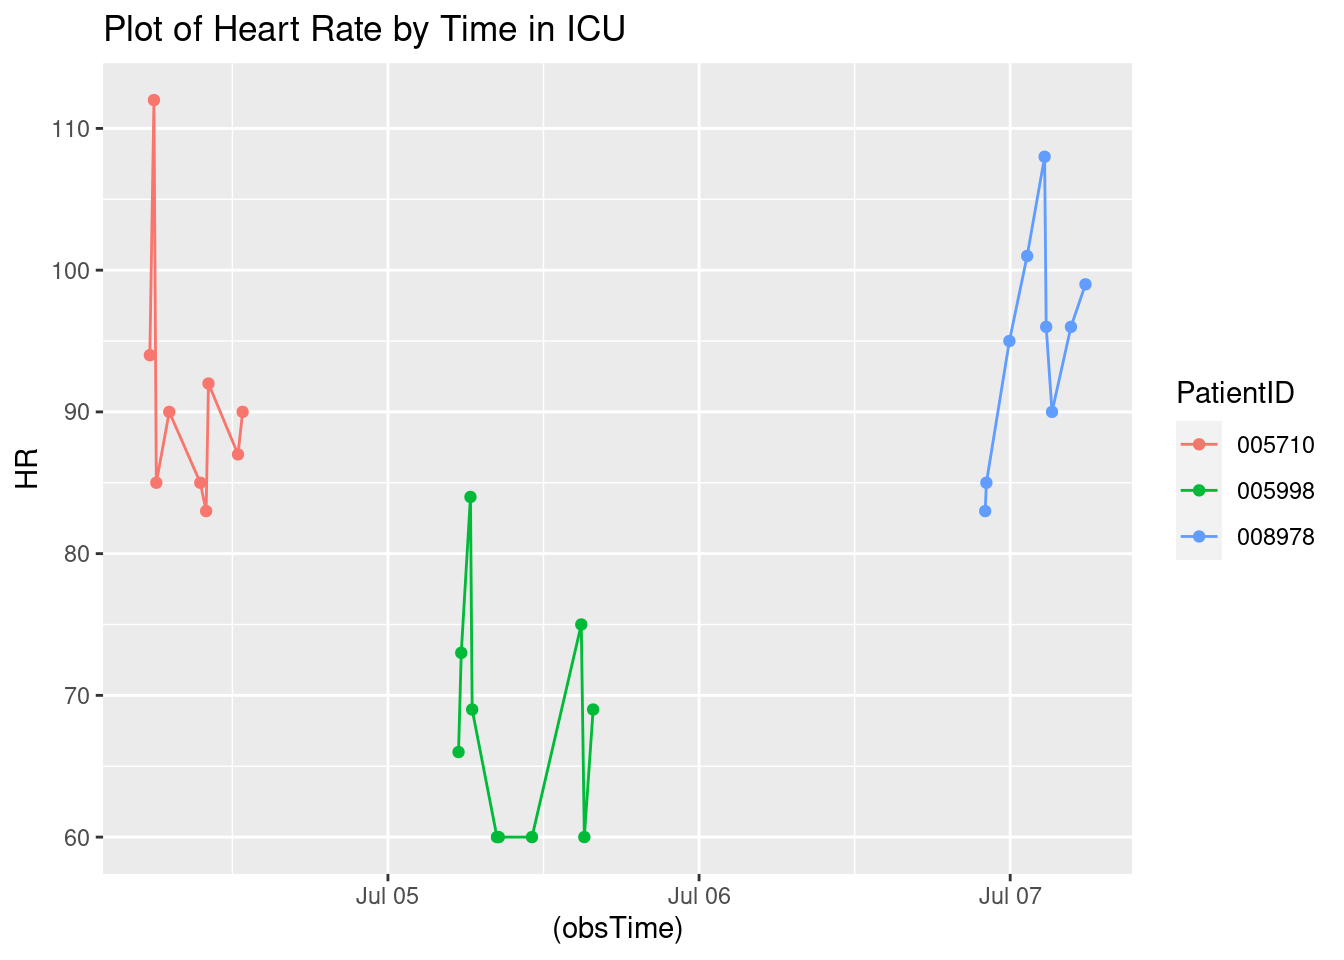 Plot of Heart Rate by Time in ICU
110
100
90
80
70
60
HR
Jul 05
Jul 06
Jul 07
(obsTime)
PatientID
005710
005998
008978